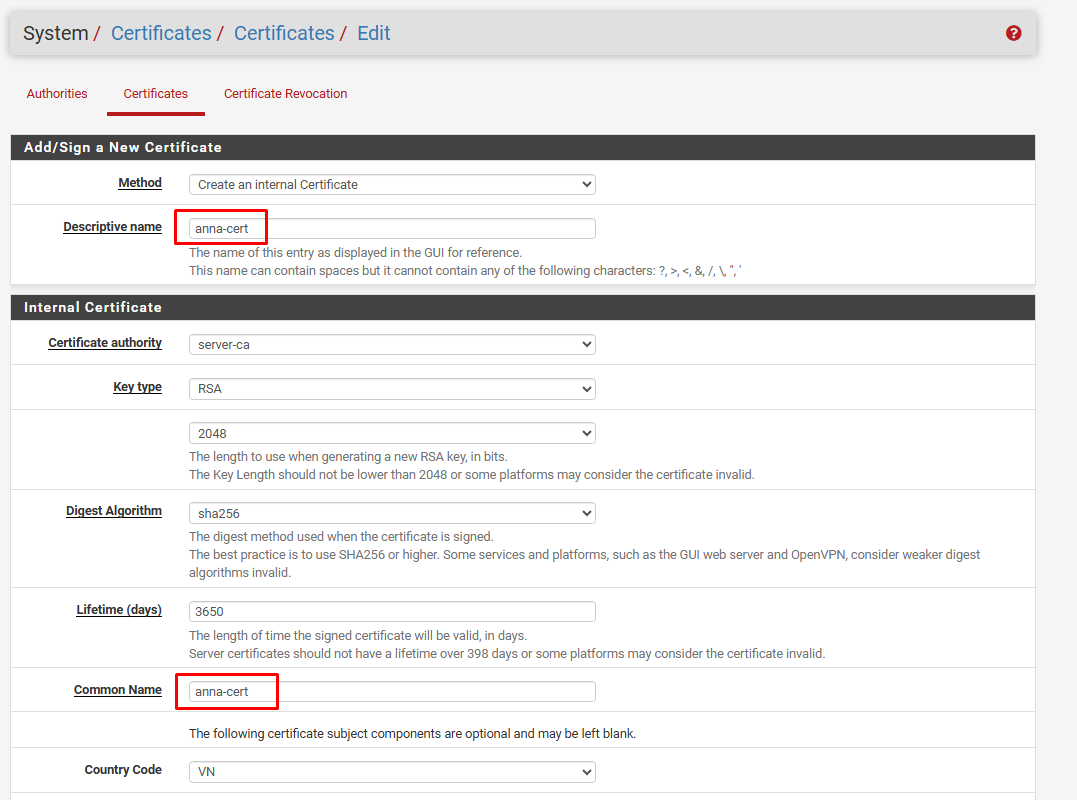 System / Certificates / Certificates / Edit
Authorities Certificates Certificate Revocation
Add/Sign a New Certificate
Method Create an internal Certificate
Descriptive name anna-cert
The name of this entry as displayed in the GUI for reference.
This name can contain spaces but it cannot contain any of the following characters: ?, >, <, &, /, \, ", '
Internal Certificate
Certificate authority server-ca
Key type RSA
2048
The length to use when generating a new RSA key, in bits.
The Key Length should not be lower than 2048 or some platforms may consider the certificate invalid.
Digest Algorithm sha256
The digest method used when the certificate is signed.
The best practice is to use SHA256 or higher. Some services and platforms, such as the GUI web server and OpenVPN, consider weaker digest
algorithms invalid.
Lifetime (days) 3650
The length of time the signed certificate will be valid, in days.
Server certificates should not have a lifetime over 398 days or some platforms may consider the certificate invalid.
Common Name anna-cert
The following certificate subject components are optional and may be left blank.
Country Code VN